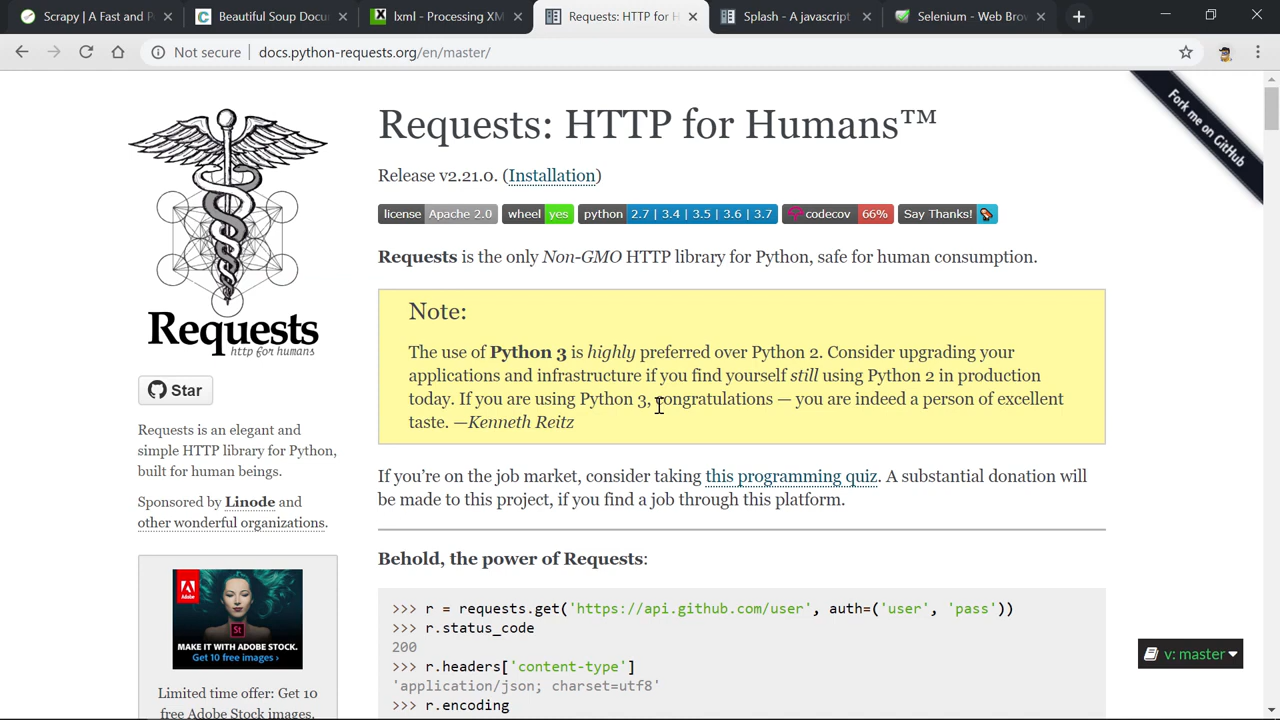 Scrapy | A Fast and P
Beautiful Soup Docu
lxml - Processing XM
Requests: HTTP for H
Splash - A javascript
Selenium - Web Brow
Not secure
docs.python-requests.org/en/master/
Fork me on GitHub
Requests
http for humans
Star
Requests is an elegant and
simple HTTP library for Python,
built for human beings.
Sponsored by Linode and
other wonderful organizations.
Adobe
MAKE IT WITH ADOBE STOCK.
Get 10 free images ›
Limited time offer: Get 10
free Adobe Stock images.
Requests: HTTP for Humans™
Release v2.21.0. (Installation)
license Apache 2.0 wheel yes python 2.7 | 3.4 | 3.5 | 3.6 | 3.7 codecov 66% Say Thanks!
Requests is the only Non-GMO HTTP library for Python, safe for human consumption.
Note:
The use of Python 3 is highly preferred over Python 2. Consider upgrading your
applications and infrastructure if you find yourself still using Python 2 in production
today. If you are using Python 3, congratulations — you are indeed a person of excellent
taste. —Kenneth Reitz
If you're on the job market, consider taking this programming quiz. A substantial donation will
be made to this project, if you find a job through this platform.
Behold, the power of Requests:
>>> r = requests.get('https://api.github.com/user', auth=('user', 'pass'))
>>> r.status_code
200
>>> r.headers['content-type']
'application/json; charset=utf8'
>>> r.encoding
v: master